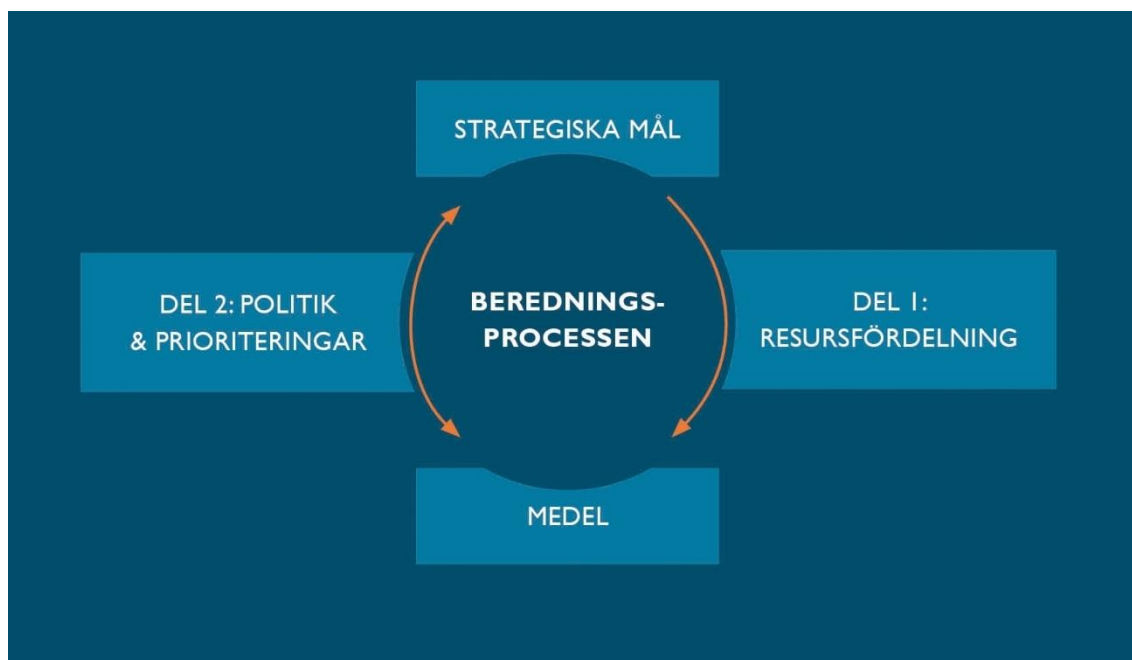 STRATEGISKA MÅL
DEL 2: POLITIK
& PRIORITERINGAR
BEREDNINGS-
PROCESSEN
DEL 1:
RESURSFÖRDELNING
MEDEL